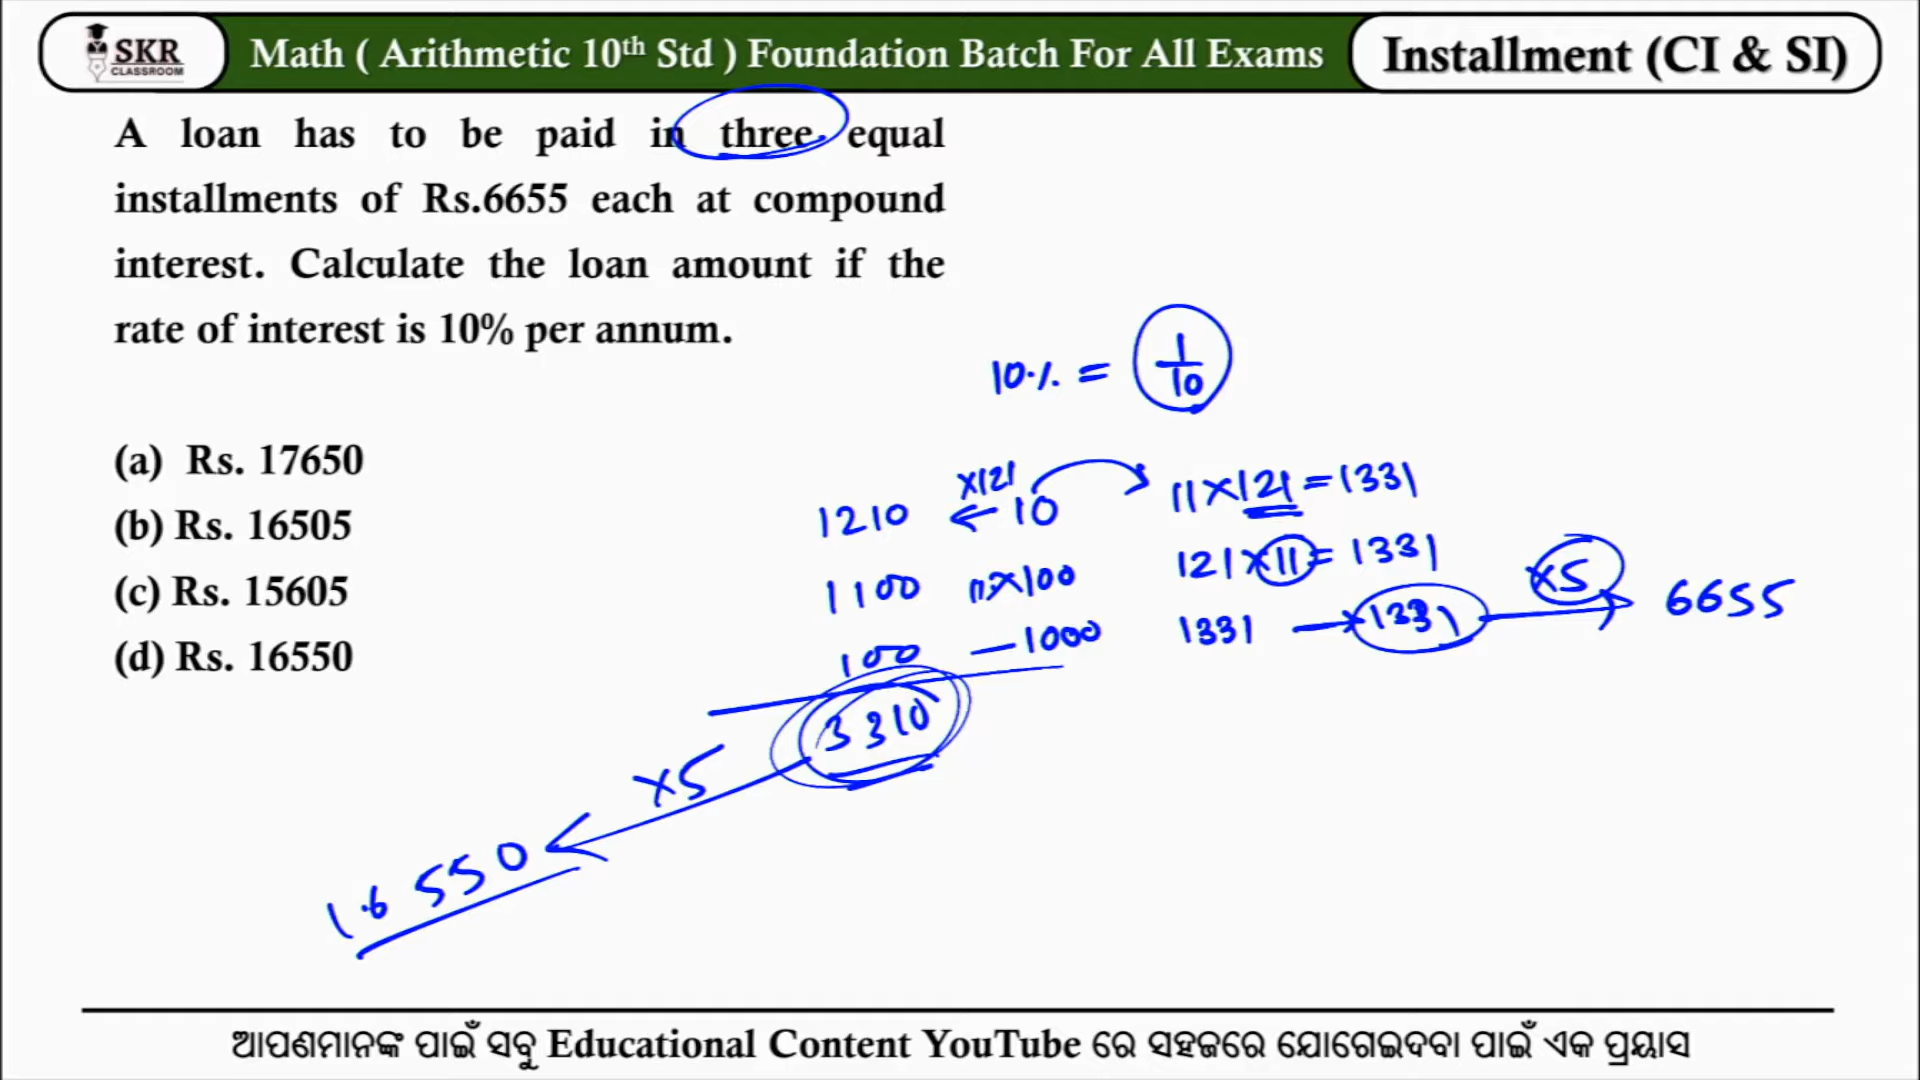 SKR
CLASSROOM
Math ( Arithmetic 10th Std ) Foundation Batch For All Exams
Installment (CI & SI)
A loan has to be paid in three equal
installments of Rs.6655 each at compound
interest. Calculate the loan amount if the
rate of interest is 10% per annum.
10% = 1/10
(a) Rs. 17650
(b) Rs. 16505
(c) Rs. 15605
(d) Rs. 16550
1210 ×121 ← 10 11×121 = 1331
1100 11×100 121×11 = 1331
100 — 1000 1331 → 1331 ×5 → 6655
3310
×5
16550
ଆପଣମାନଙ୍କ ପାଇଁ ସବୁ Educational Content YouTube ରେ ସହଜରେ ଯୋଗେଇଦବା ପାଇଁ ଏକ ପ୍ରୟାସ